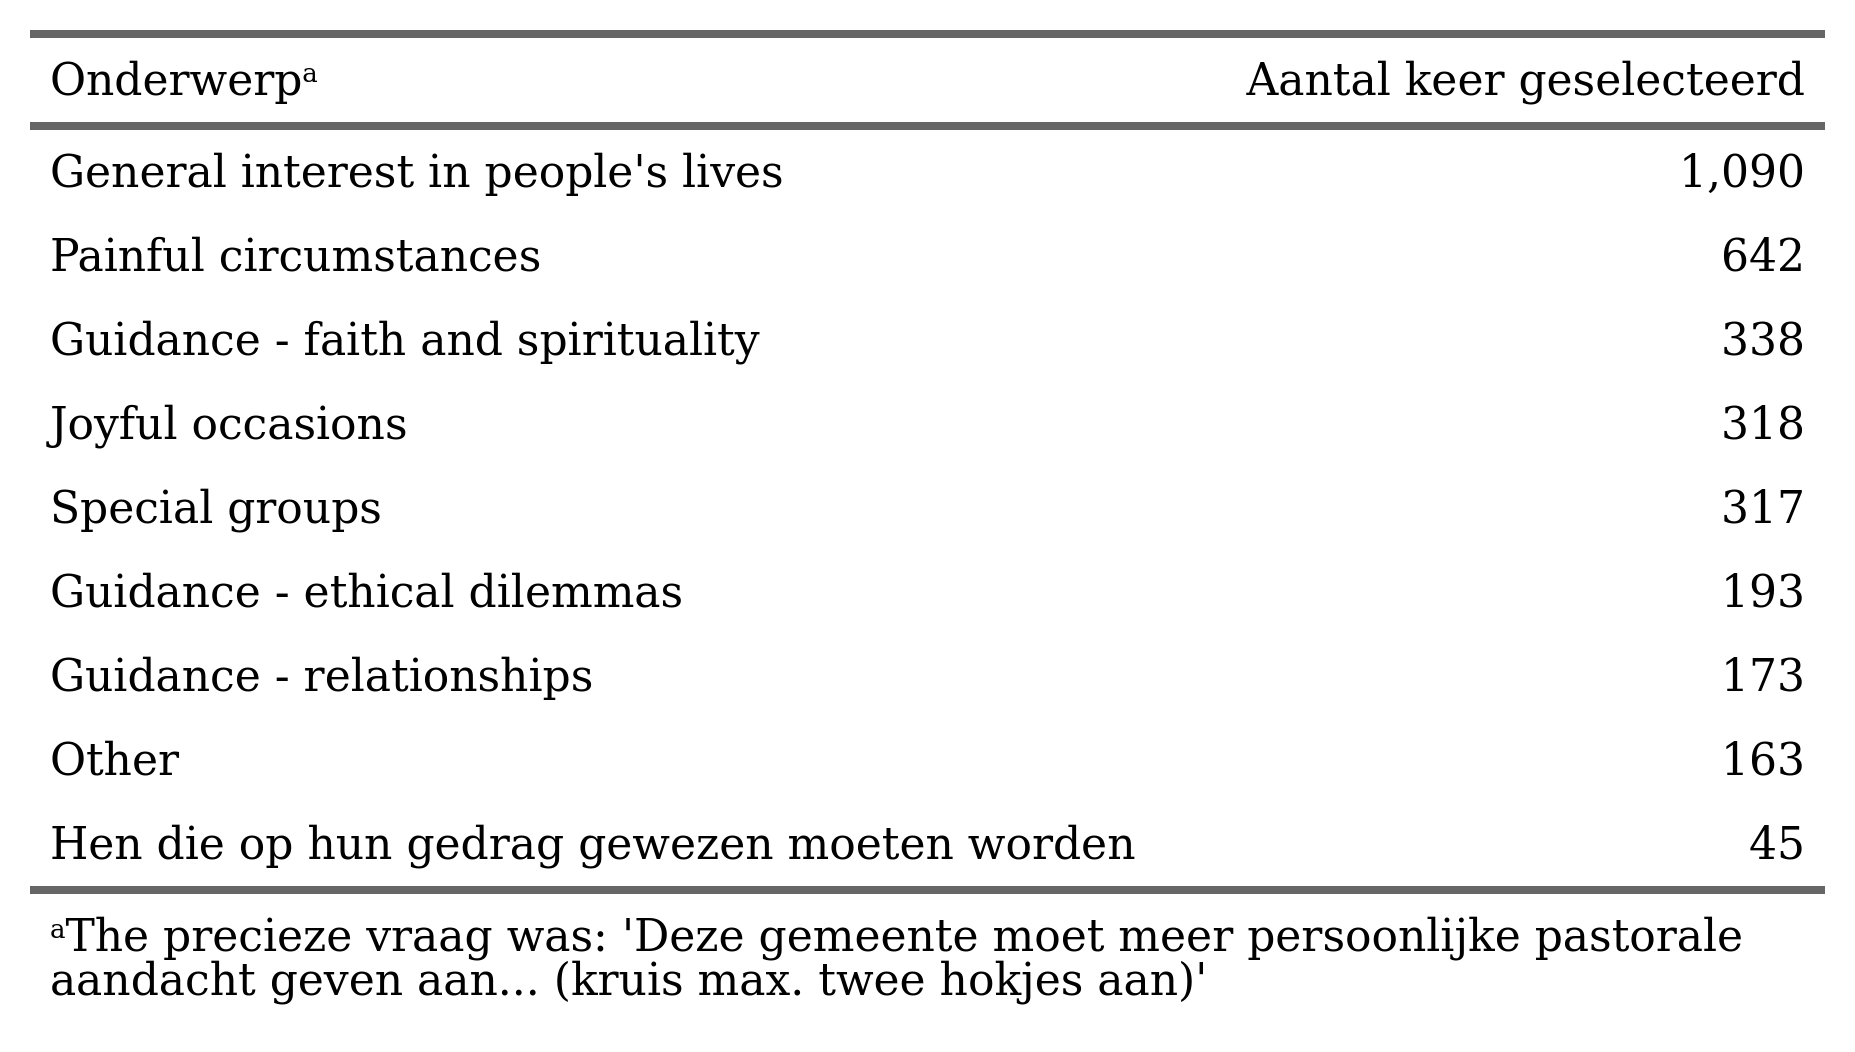 Onderwerpᵃ Aantal keer geselecteerd
General interest in people's lives 1,090
Painful circumstances 642
Guidance - faith and spirituality 338
Joyful occasions 318
Special groups 317
Guidance - ethical dilemmas 193
Guidance - relationships 173
Other 163
Hen die op hun gedrag gewezen moeten worden 45
ᵃThe precieze vraag was: 'Deze gemeente moet meer persoonlijke pastorale
aandacht geven aan... (kruis max. twee hokjes aan)'